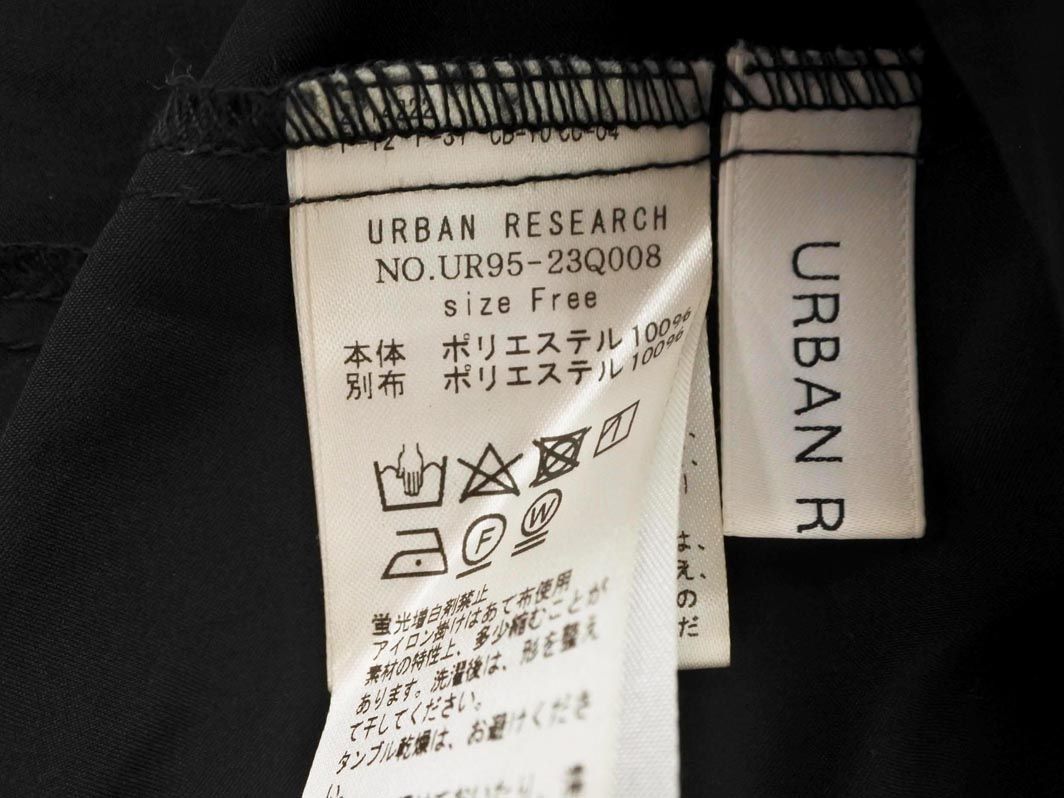 URBAN RESEARCH
NO.UR95-23Q008
size Free
本体 ポリエステル100%
別布 ポリエステル100%
F
W
蛍光増白剤禁止
アイロン掛けはあて布使用
素材の特性上、多少縮むことが
あります。洗濯後は、形を整え
て干してください。
タンブル乾燥は、お避けくださ
い。
は、
え、
の
だ
URBAN R